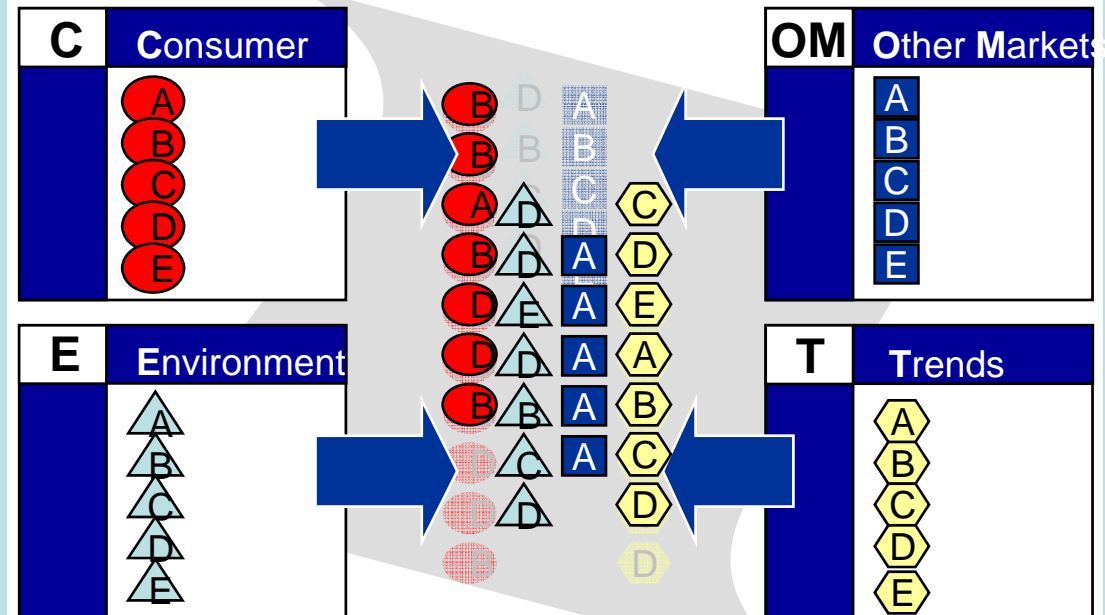 C Consumer
A
B
C
D
E
OM Other Markets
A
B
C
D
E
E Environment
A
B
C
D
E
T Trends
A
B
C
D
E
B D A
B B B
A D C C
B D A D
D E A E
D D A A
B B A B
C A C
D D
D